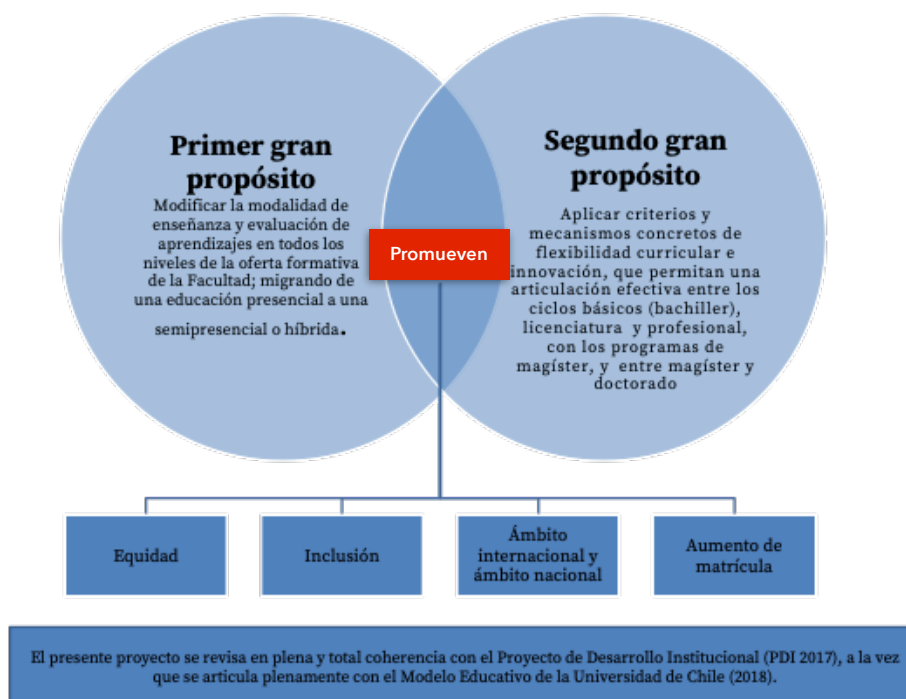 Primer gran
propósito
Modificar la modalidad de
enseñanza y evaluación de
aprendizajes en todos los
niveles de la oferta formativa
de la Facultad; migrando de
una educación presencial a una
semipresencial o híbrida.
Segundo gran
propósito
Aplicar criterios y
mecanismos concretos de
flexibilidad curricular e
innovación, que permitan una
articulación efectiva entre los
ciclos básicos (bachiller),
licenciatura y profesional,
con los programas de
magíster, y entre magíster y
doctorado
Promueven
Equidad
Inclusión
Ámbito
internacional y
ámbito nacional
Aumento de
matrícula
El presente proyecto se revisa en plena y total coherencia con el Proyecto de Desarrollo Institucional (PDI 2017), a la vez
que se articula plenamente con el Modelo Educativo de la Universidad de Chile (2018).